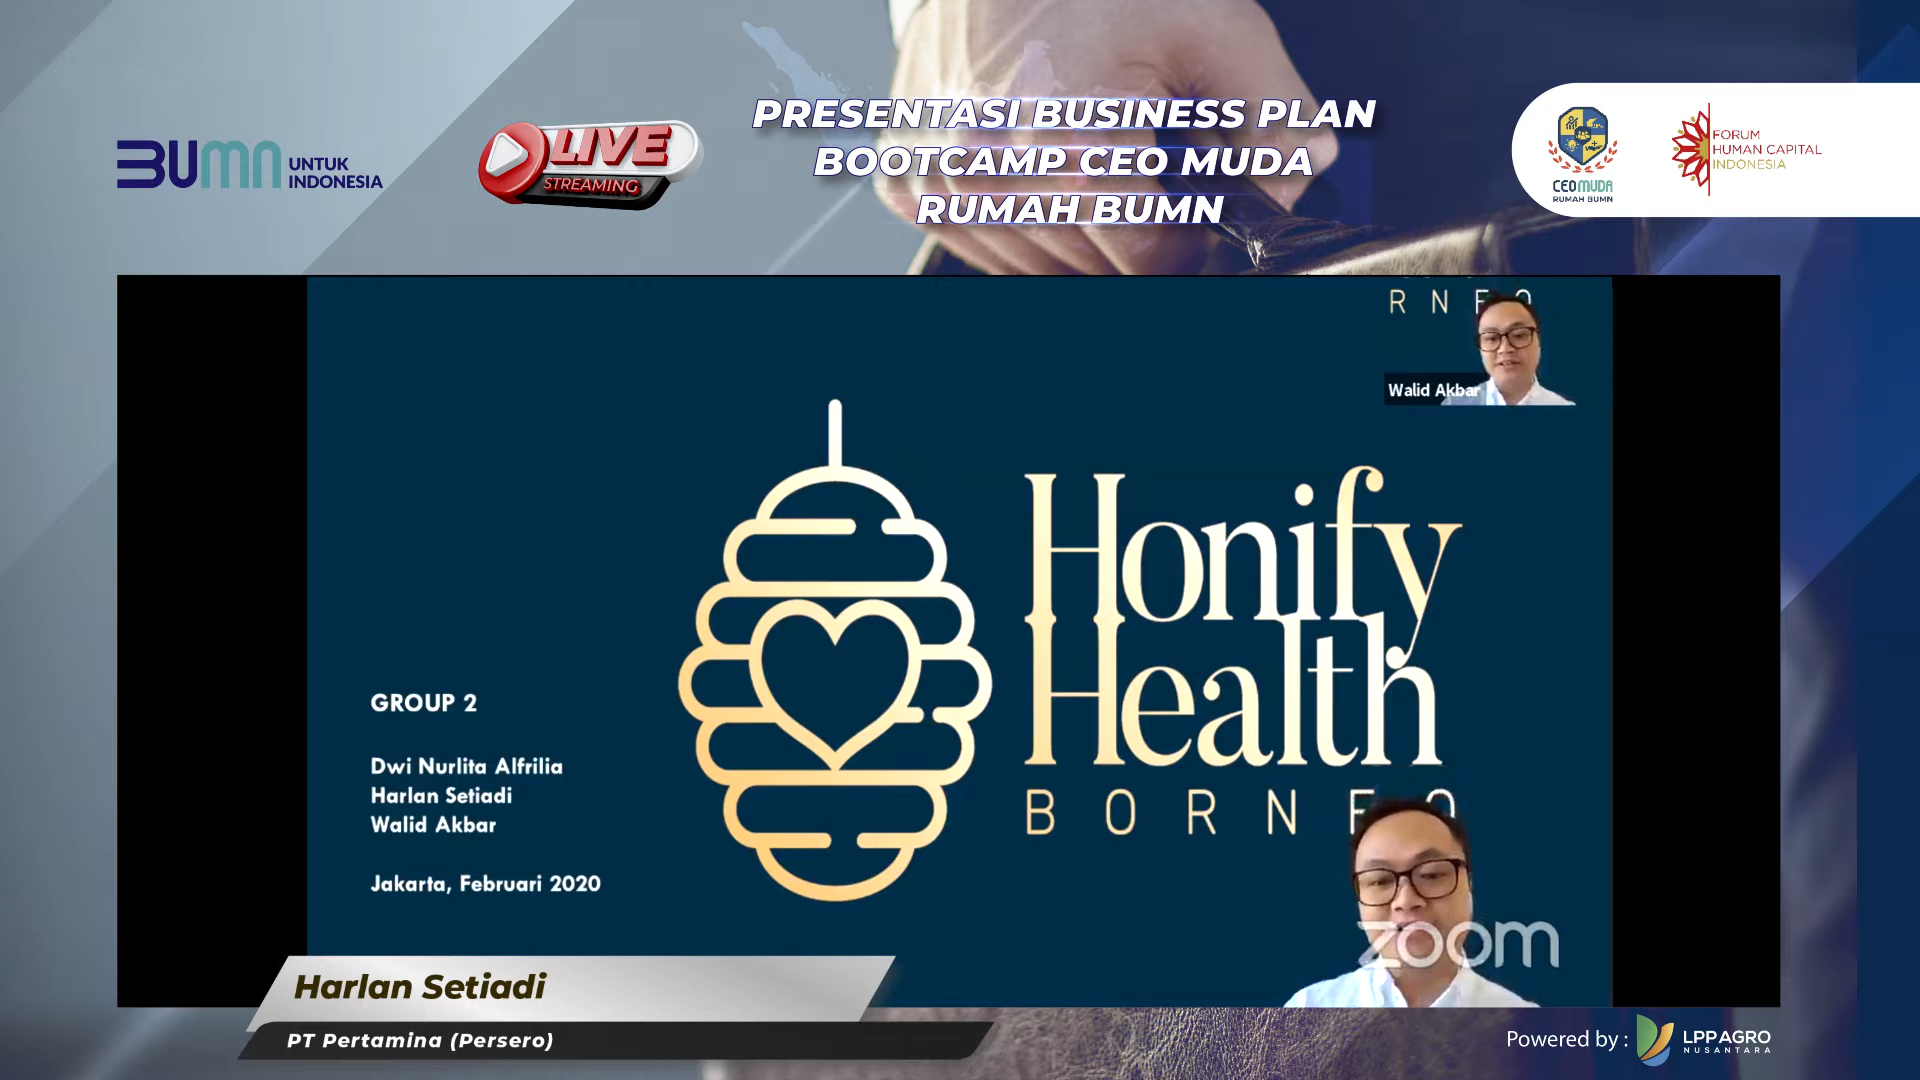 BUMN UNTUK
INDONESIA
LIVE
STREAMING
PRESENTASI BUSINESS PLAN
BOOTCAMP CEO MUDA
RUMAH BUMN
CEOMUDA
RUMAH BUMN
FORUM
HUMAN CAPITAL
INDONESIA
R N E O
Walid Akbar
Honify
Health
BORNEO
GROUP 2
Dwi Nurlita Alfrilia
Harlan Setiadi
Walid Akbar
Jakarta, Februari 2020
zoom
Harlan Setiadi
PT Pertamina (Persero)
Powered by :
LPP AGRO
NUSANTARA